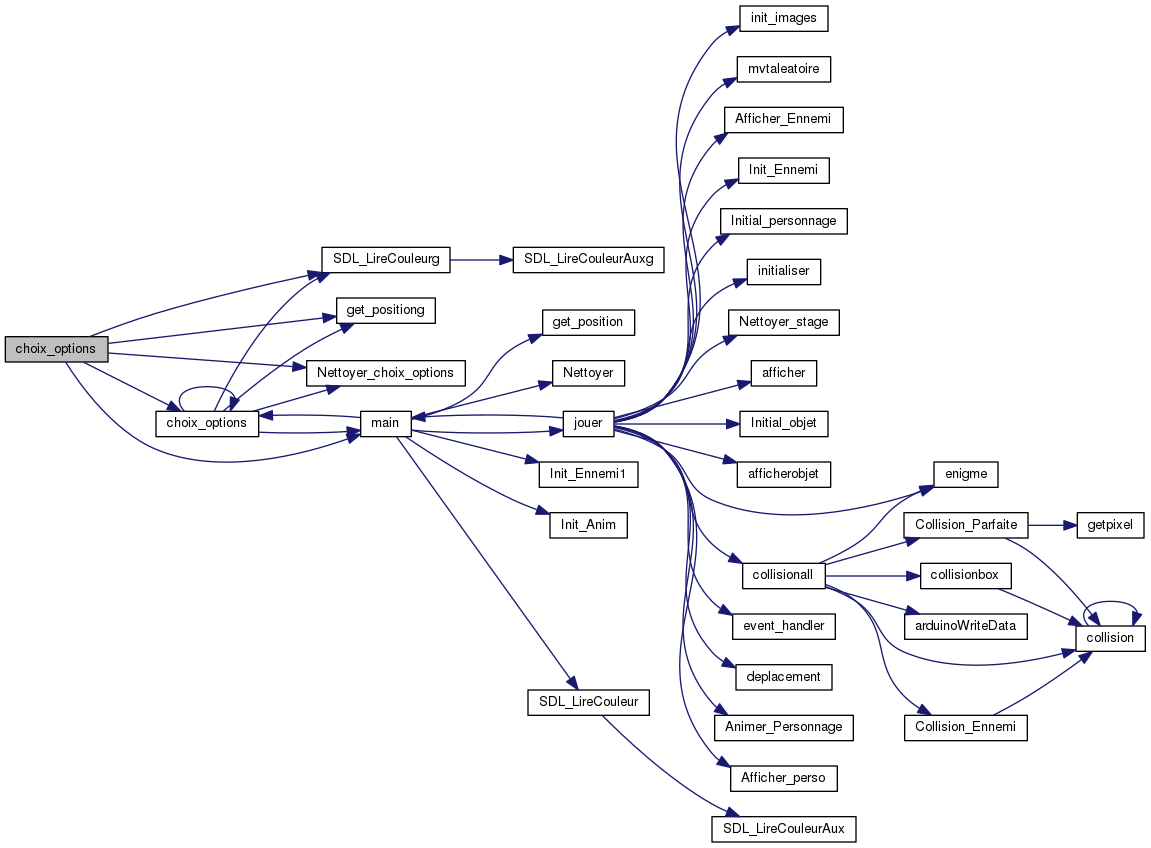 init_images
mvtaleatoire
Afficher_Ennemi
Init_Ennemi
Initial_personnage
SDL_LireCouleurg
SDL_LireCouleurAuxg
initialiser
get_positiong
get_position
Nettoyer_stage
choix_options
Nettoyer_choix_options
Nettoyer
afficher
choix_options
main
jouer
Initial_objet
Init_Ennemi1
afficherobjet
enigme
Init_Anim
Collision_Parfaite
getpixel
collisionall
collisionbox
event_handler
arduinoWriteData
collision
deplacement
SDL_LireCouleur
Animer_Personnage
Collision_Ennemi
Afficher_perso
SDL_LireCouleurAux